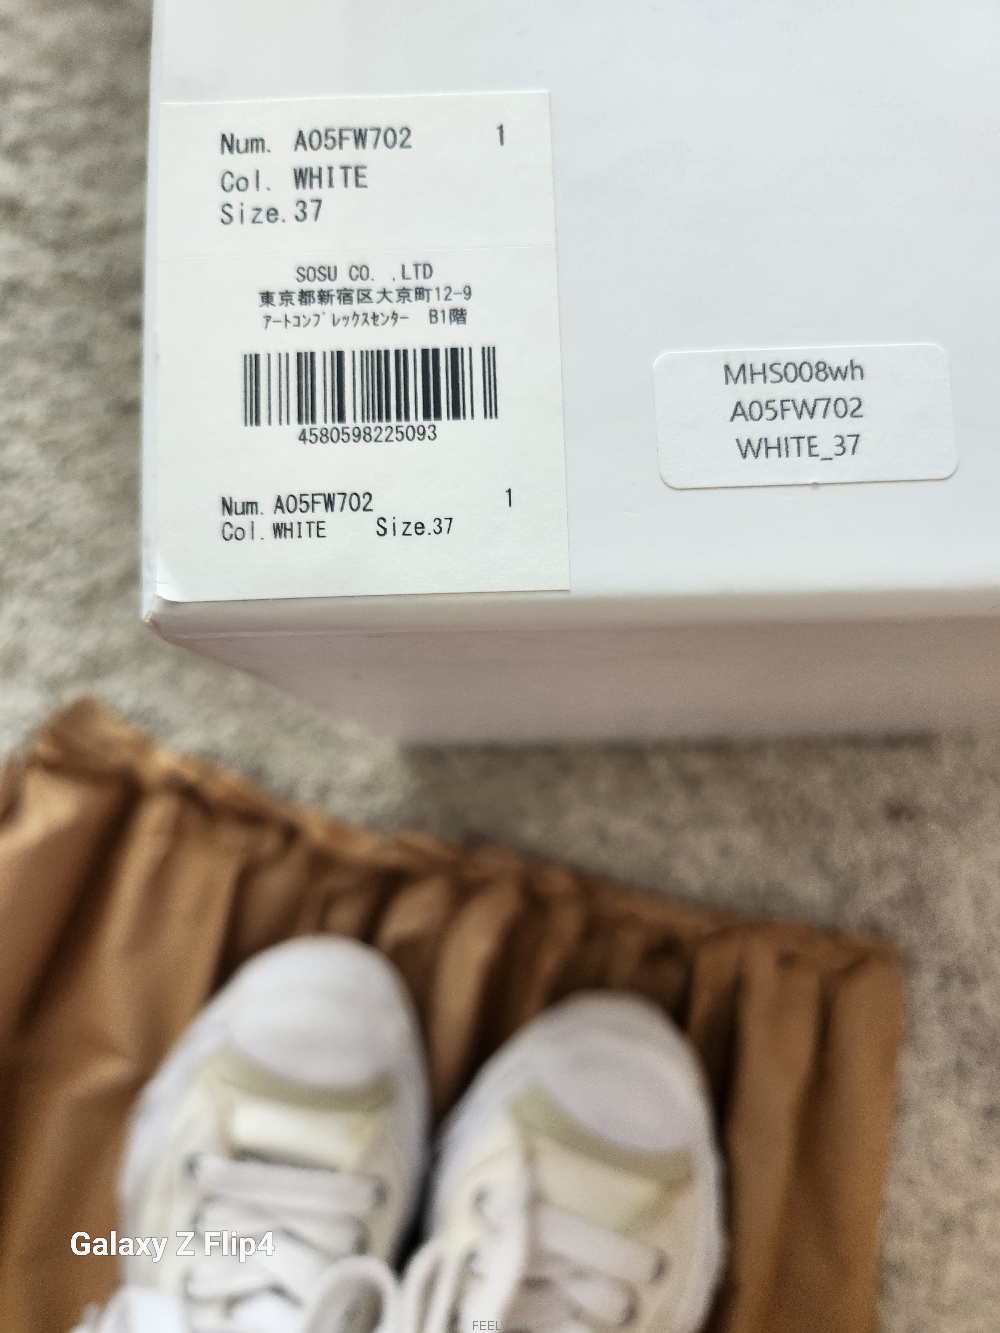 Num. A05FW702 1
Col. WHITE
Size. 37
SOSU CO. ,LTD
東京都新宿区大京町12-9
ｱｰﾄｺﾝﾌﾟﾚｯｸｽｾﾝﾀｰ B1階
4580598225093
Num. A05FW702 1
Col. WHITE Size.37
MHS008wh
A05FW702
WHITE_37
Galaxy Z Flip4